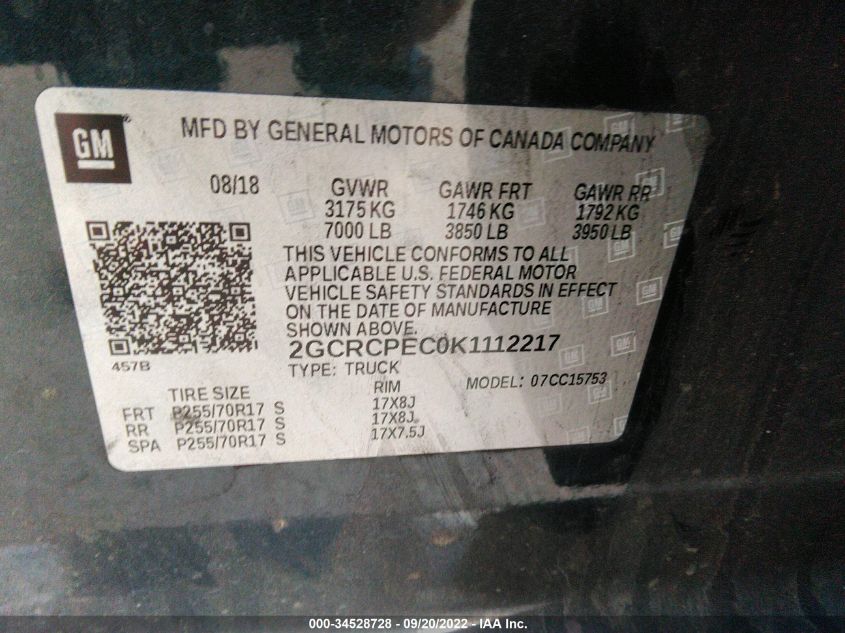 GM
MFD BY GENERAL MOTORS OF CANADA COMPANY
08/18 GVWR GAWR FRT GAWR RR
3175 KG 1746 KG 1792 KG
7000 LB 3850 LB 3950 LB
THIS VEHICLE CONFORMS TO ALL
APPLICABLE U.S. FEDERAL MOTOR
VEHICLE SAFETY STANDARDS IN EFFECT
ON THE DATE OF MANUFACTURE
SHOWN ABOVE.
457B
2GCRCPEC0K1112217
TYPE: TRUCK MODEL: 07CC15753
TIRE SIZE RIM
FRT P255/70R17 S 17X8J
RR P255/70R17 S 17X8J
SPA P255/70R17 S 17X7.5J
000-34528728 - 09/20/2022 - IAA Inc.